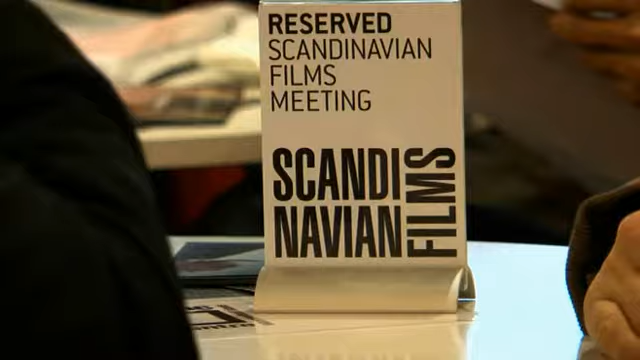 RESERVED
SCANDINAVIAN
FILMS
MEETING
SCANDI
NAVIAN
FILMS